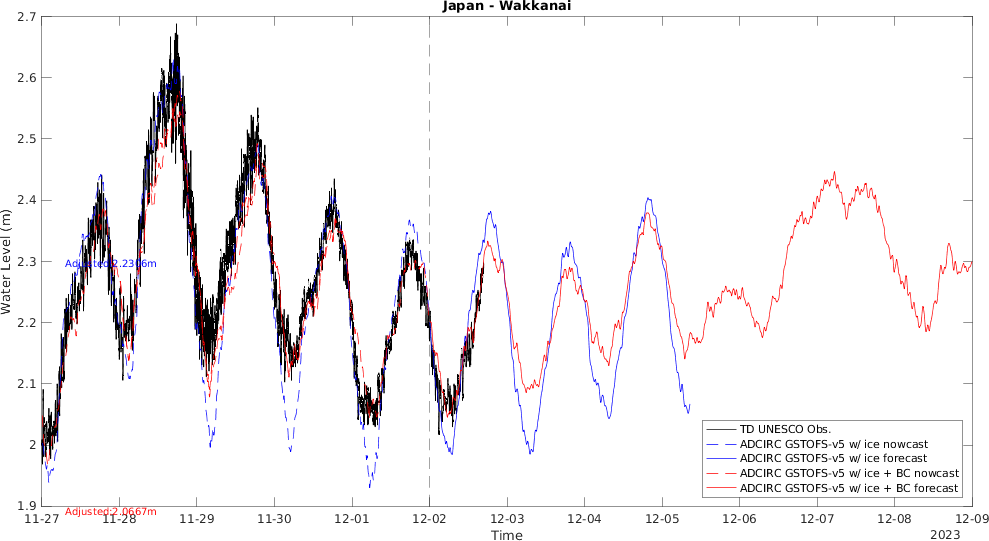 Japan - Wakkanai
2.7
2.6
2.5
2.4
2.3
2.2
2.1
2
1.9
Water Level (m)
Adjusted:2.2306m
Adjusted:2.0667m
TD UNESCO Obs.
ADCIRC GSTOFS-v5 w/ ice nowcast
ADCIRC GSTOFS-v5 w/ ice forecast
ADCIRC GSTOFS-v5 w/ ice + BC nowcast
ADCIRC GSTOFS-v5 w/ ice + BC forecast
11-27 11-28 11-29 11-30 12-01 12-02 12-03 12-04 12-05 12-06 12-07 12-08 12-09
Time
2023